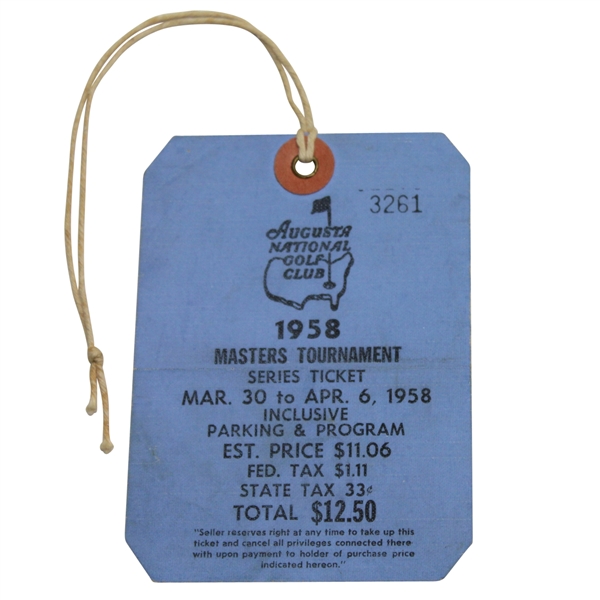 3261
Augusta
National
Golf
Club
1958
MASTERS TOURNAMENT
SERIES TICKET
MAR. 30 to APR. 6, 1958
INCLUSIVE
PARKING & PROGRAM
EST. PRICE $11.06
FED. TAX $1.11
STATE TAX 33¢
TOTAL $12.50
"Seller reserves right at any time to take up this
ticket and cancel all privileges connected there
with upon payment to holder of purchase price
indicated hereon."